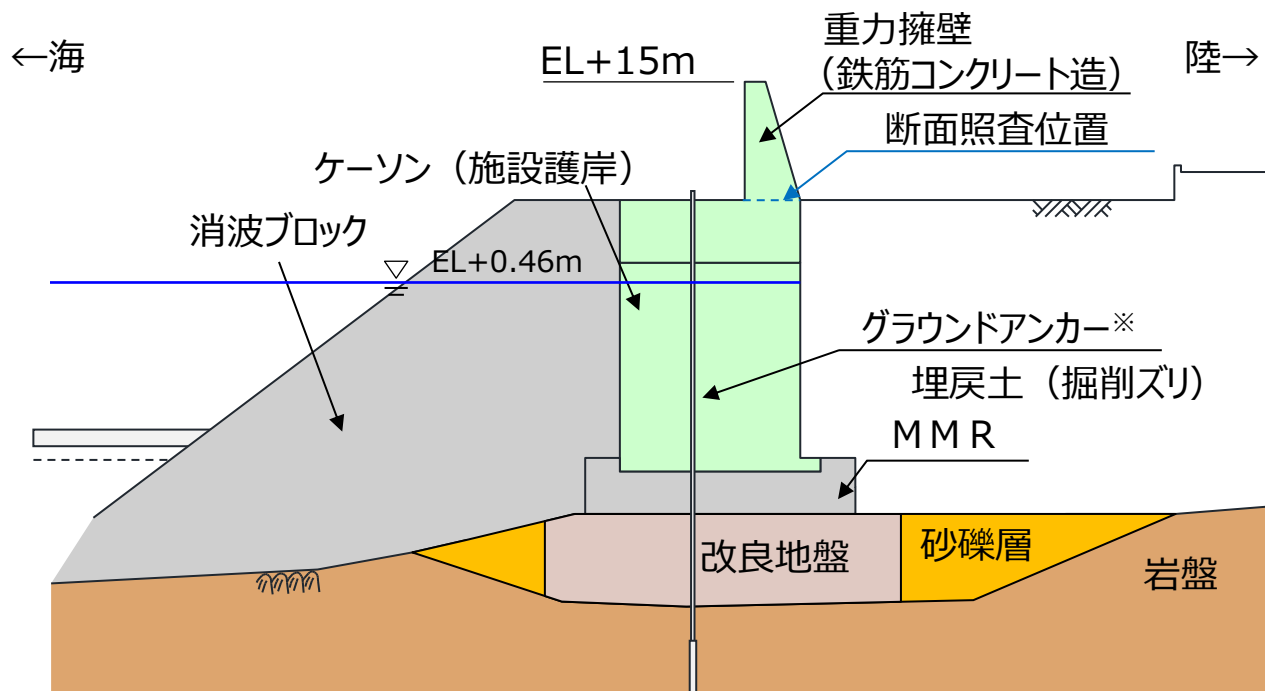 ←海
重力擁壁
(鉄筋コンクリート造)
陸→
EL+15m
断面照査位置
ケーソン(施設護岸)
消波ブロック
EL+0.46m
グラウンドアンカー※
埋戻土(掘削ズリ)
MMR
改良地盤
砂礫層
岩盤